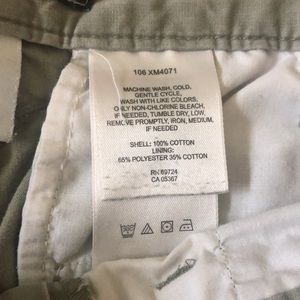 106 XM4071
MACHINE WASH, COLD,
GENTLE CYCLE,
WASH WITH LIKE COLORS,
ONLY NON-CHLORINE BLEACH,
IF NEEDED, TUMBLE DRY, LOW,
REMOVE PROMPTLY, IRON, MEDIUM,
IF NEEDED
SHELL: 100% COTTON
LINING:
65% POLYESTER 35% COTTON
RN 69724
CA 05367